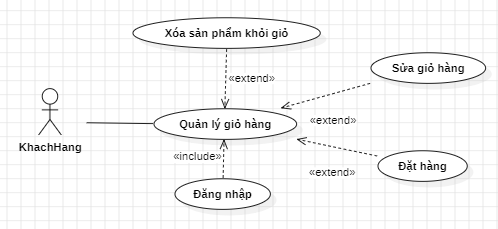 Xóa sản phẩm khỏi giỏ
Sửa giỏ hàng
«extend»
Quản lý giỏ hàng
«extend»
KhachHang
«include»
Đặt hàng
«extend»
Đăng nhập